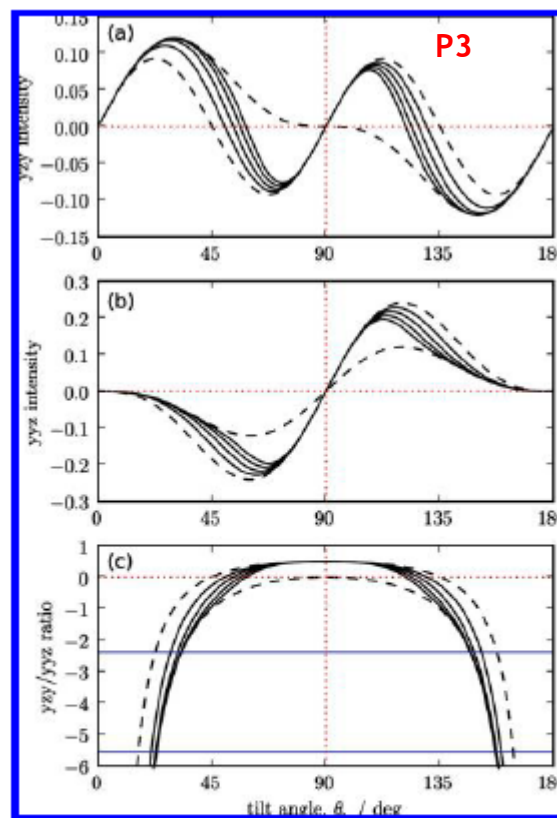 P3
(a)
0.15
0.10
0.05
0.00
−0.05
−0.10
−0.15
yzy intensity
0 45 90 135 180
(b)
0.3
0.2
0.1
0.0
−0.1
−0.2
−0.3
yyz intensity
0 45 90 135 180
(c)
1
0
−1
−2
−3
−4
−5
−6
yzy/yyz ratio
0 45 90 135 180
tilt angle, θ, / deg